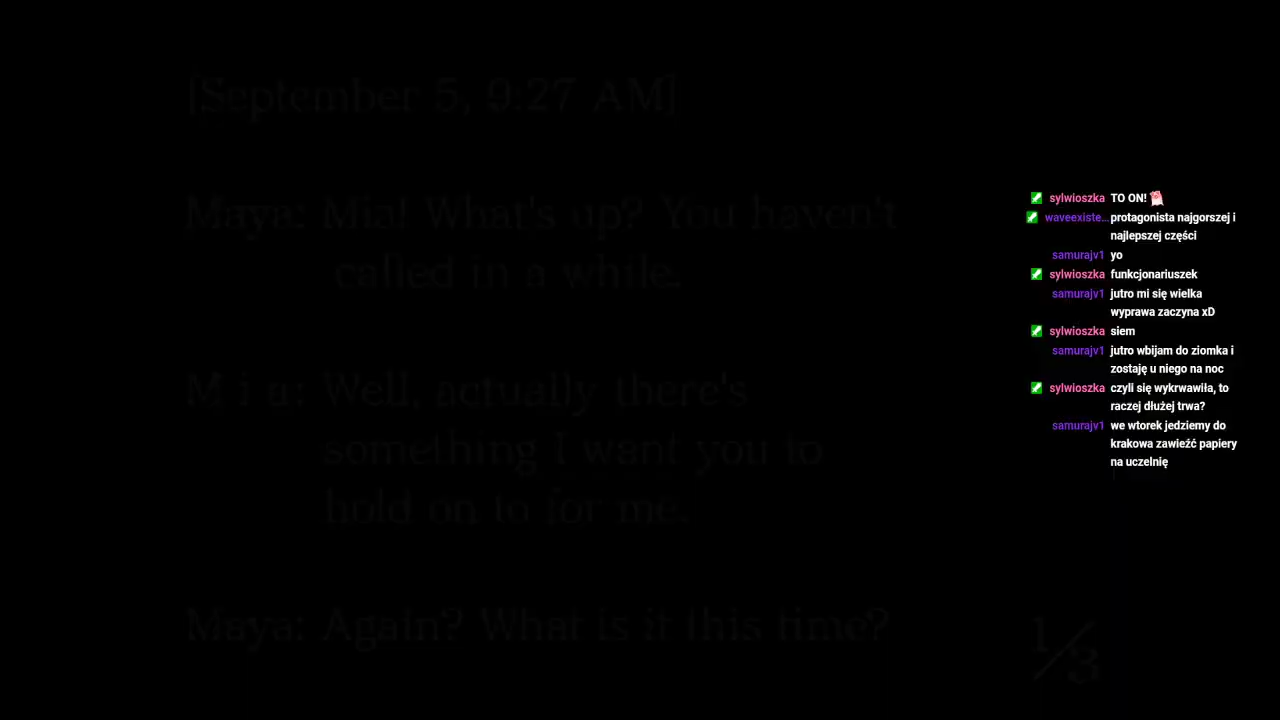 [September 5, 9:27 AM]
Maya: Mia! What's up? You haven't
called in a while.
M i a: Well, actually there's
something I want you to
hold on to for me.
Maya: Again? What is it this time?
1/3
sylwioszka TO ON!
waveexiste... protagonista najgorszej i
najlepszej części
samurajv1 yo
sylwioszka funkcjonariuszek
samurajv1 jutro mi się wielka
wyprawa zaczyna xD
sylwioszka siem
samurajv1 jutro wbijam do ziomka i
zostaję u niego na noc
sylwioszka czyli się wykrwawiła, to
raczej dłużej trwa?
samurajv1 we wtorek jedziemy do
krakowa zawieźć papiery
na uczelnię